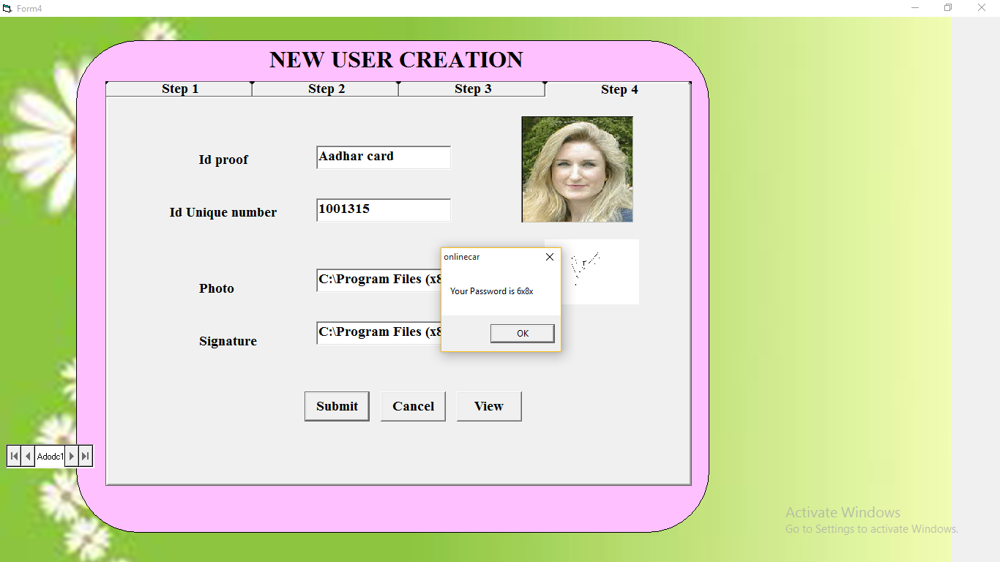 Form4
NEW USER CREATION
Step 1 Step 2 Step 3 Step 4
Id proof Aadhar card
Id Unique number 1001315
onlinecar
Photo C:\Program Files (x8
Your Password is 6x8x
Signature C:\Program Files (x8
OK
Submit Cancel View
Adodc1
Activate Windows
Go to Settings to activate Windows.